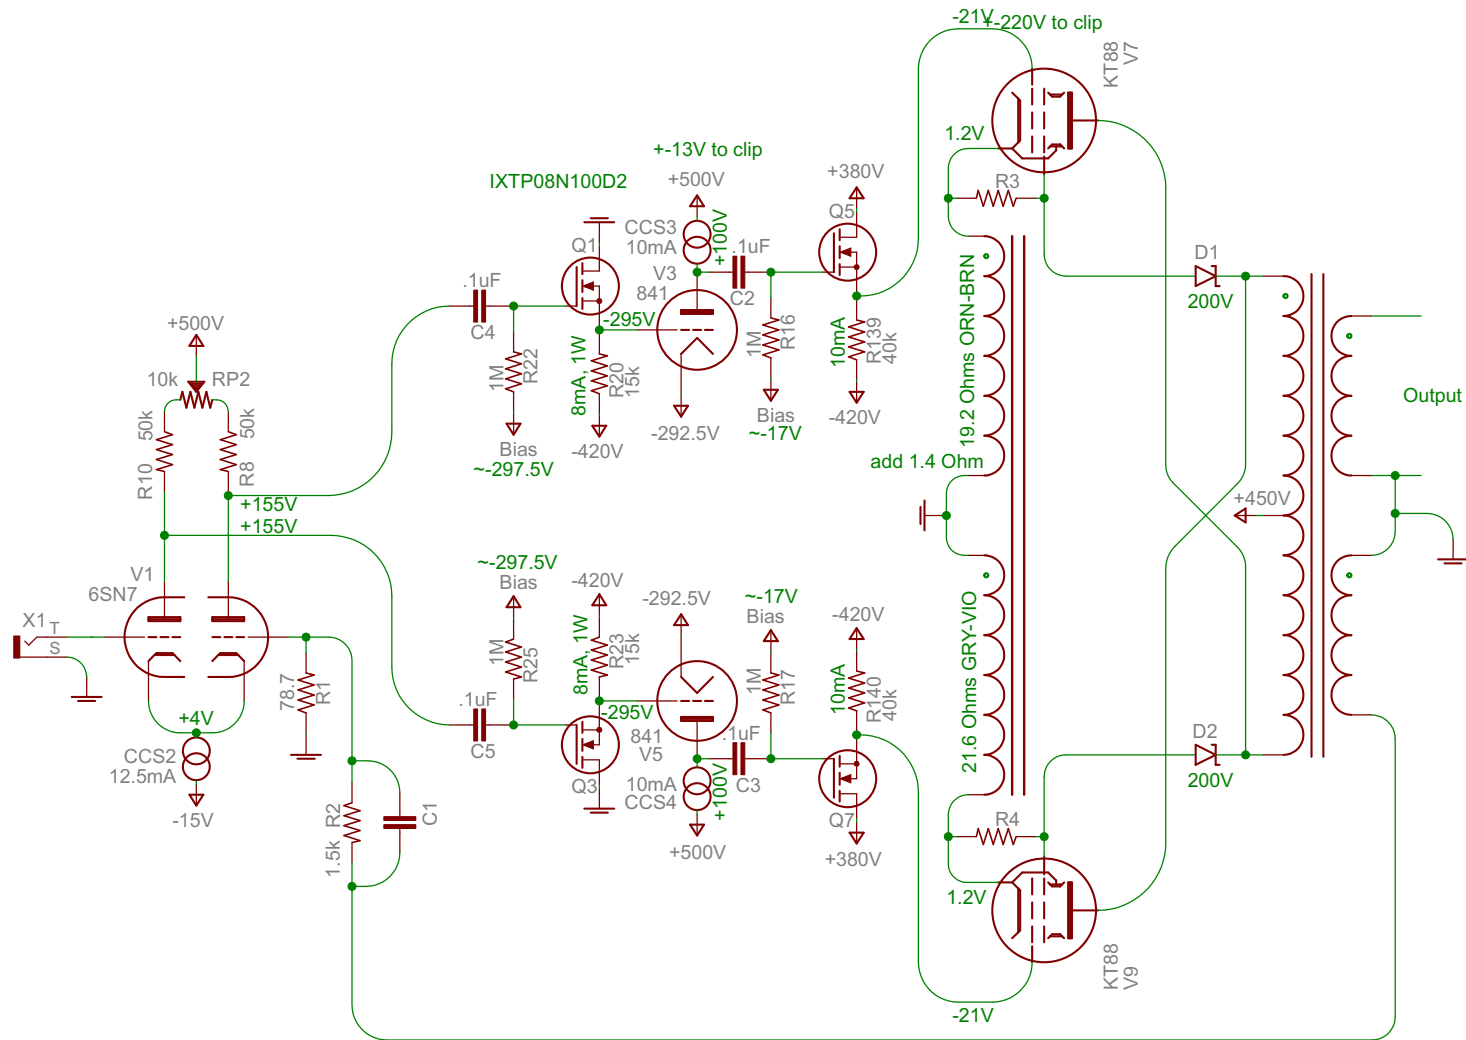 -21V
+-220V to clip
KT88
V7
1.2V
+-13V to clip
+500V
+380V
IXTP08N100D2
CCS3
10mA
+100V
Q5
R3
Q1
.1uF
V3
841
C2
D1
200V
.1uF
C4
-295V
1M
R16
10mA
R139
40k
19.2 Ohms ORN-BRN
+500V
10k
RP2
1M
R22
8mA, 1W
R20
15k
-292.5V
Bias
~-17V
-420V
Output
50k
R10
50k
R8
Bias
~-297.5V
-420V
add 1.4 Ohm
+155V
+155V
+450V
~-297.5V
Bias
-420V
-292.5V
~-17V
Bias
-420V
V1
6SN7
X1
T
S
1M
R25
8mA, 1W
R23
15k
1M
R17
10mA
R140
40k
21.6 Ohms GRY-VIO
78.7
R1
+4V
.1uF
C5
-295V
841
V5
.1uF
C3
D2
200V
CCS2
12.5mA
Q3
10mA
CCS4
+100V
Q7
-15V
R2
1.5k
C1
+500V
+380V
R4
1.2V
KT88
V9
-21V